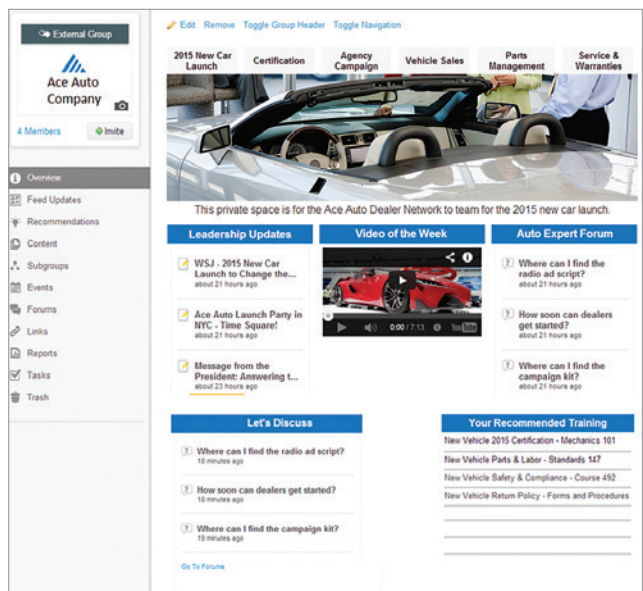 External Group
Ace Auto
Company
4 Members
Invite
Overview
Feed Updates
Recommendations
Content
Subgroups
Events
Forums
Links
Reports
Tasks
Trash
Edit Remove Toggle Group Header Toggle Navigation
2015 New Car
Launch
Certification
Agency
Campaign
Vehicle Sales
Parts
Management
Service &
Warranties
This private space is for the Ace Auto Dealer Network to team for the 2015 new car launch.
Leadership Updates
WSJ - 2015 New Car
Launch to Change the...
about 21 hours ago
Ace Auto Launch Party in
NYC - Time Square!
about 21 hours ago
Message from the
President: Answering t...
about 23 hours ago
Video of the Week
0:00 / 7:13
YouTube
Auto Expert Forum
Where can I find the
radio ad script?
about 21 hours ago
How soon can dealers
get started?
about 21 hours ago
Where can I find the
campaign kit?
about 21 hours ago
Let's Discuss
Where can I find the radio ad script?
18 minutes ago
How soon can dealers get started?
18 minutes ago
Where can I find the campaign kit?
19 minutes ago
Go To Forums
Your Recommended Training
New Vehicle 2015 Certification - Mechanics 101
New Vehicle Parts & Labor - Standards 147
New Vehicle Safety & Compliance - Course 492
New Vehicle Return Policy - Forms and Procedures